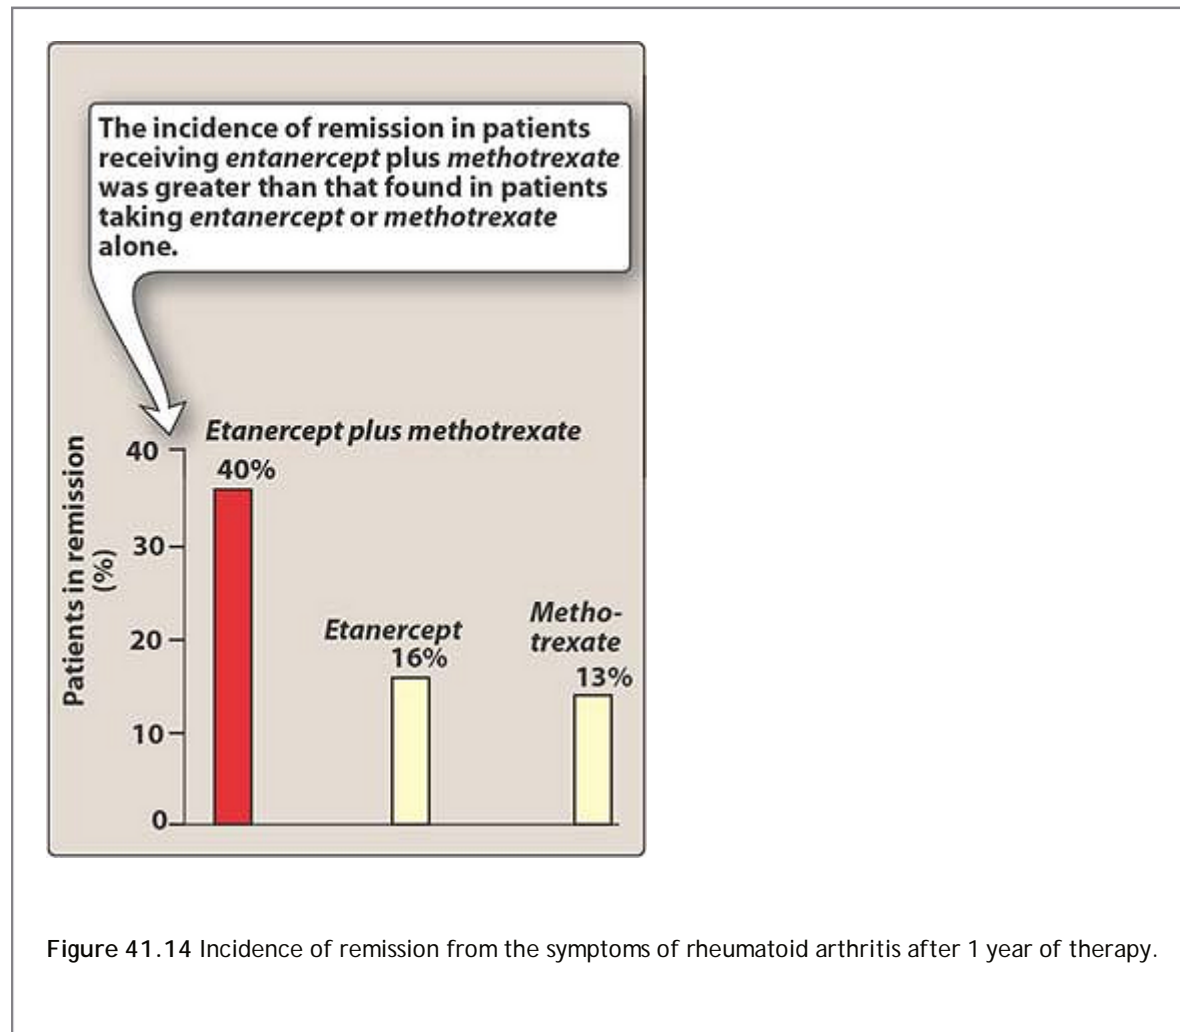 The incidence of remission in patients
receiving entanercept plus methotrexate
was greater than that found in patients
taking entanercept or methotrexate
alone.
Etanercept plus methotrexate
40%
Etanercept
16%
Metho-
trexate
13%
Patients in remission
(%)
40
30
20
10
0
Figure 41.14 Incidence of remission from the symptoms of rheumatoid arthritis after 1 year of therapy.